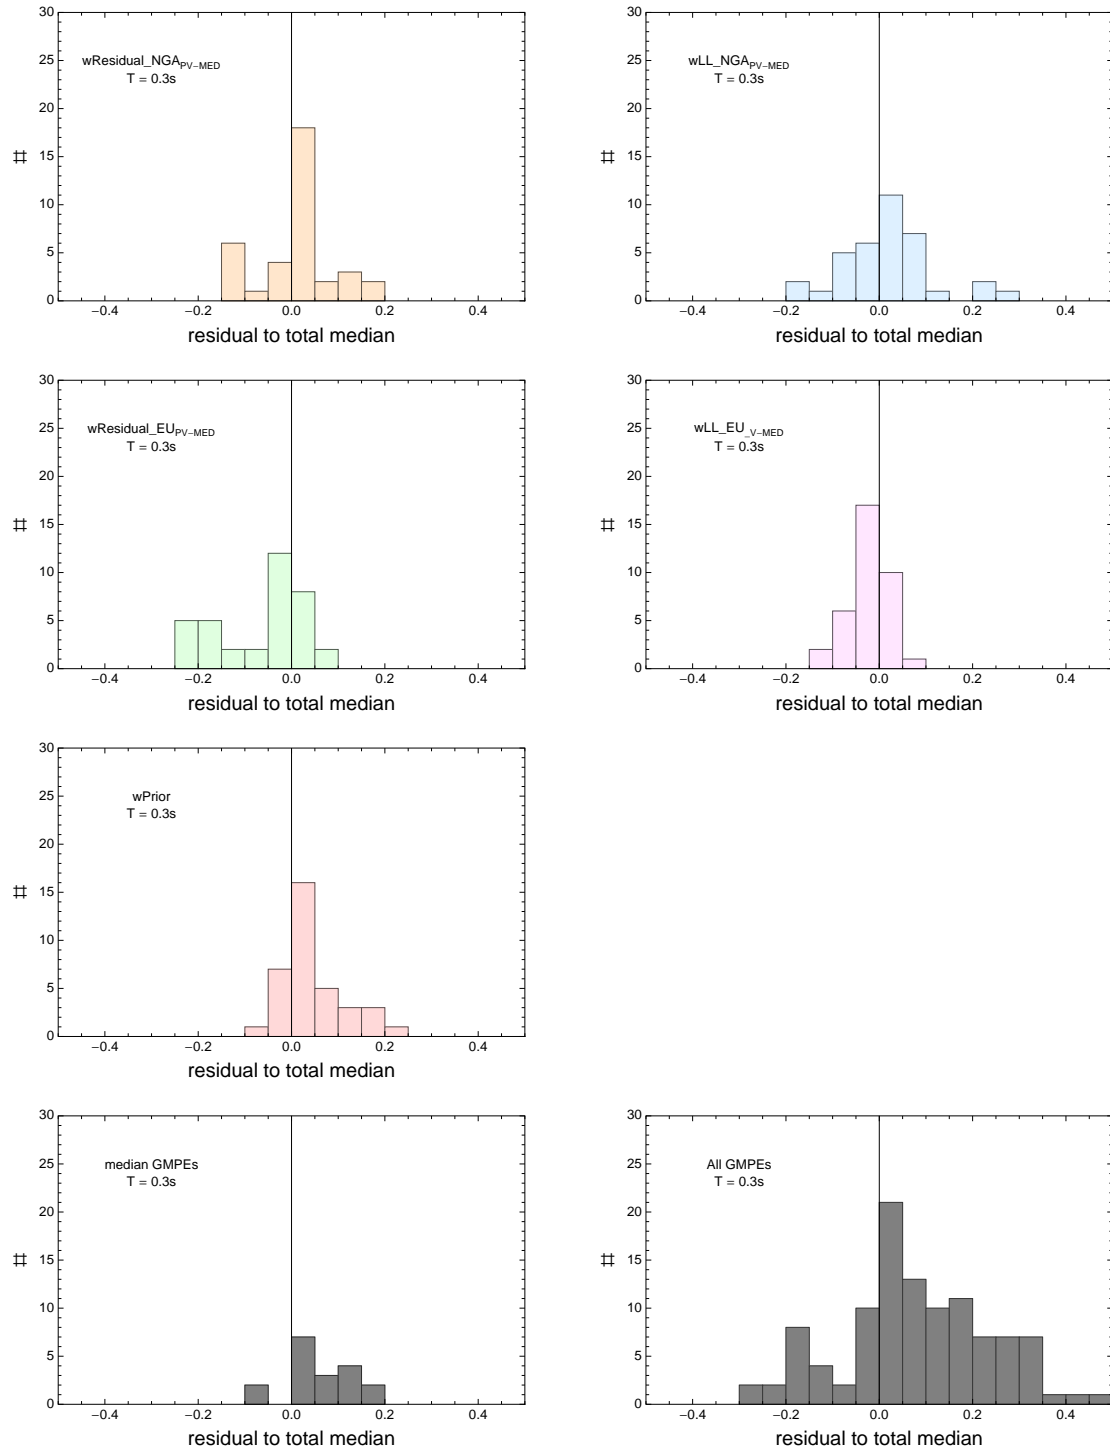 30
25
20
15
10
5
0
#
wResidual_NGA_PV−MED
T = 0.3s
−0.4 −0.2 0.0 0.2 0.4
residual to total median
30
25
20
15
10
5
0
#
wLL_NGA_PV−MED
T = 0.3s
−0.4 −0.2 0.0 0.2 0.4
residual to total median
30
25
20
15
10
5
0
#
wResidual_EU_PV−MED
T = 0.3s
−0.4 −0.2 0.0 0.2 0.4
residual to total median
30
25
20
15
10
5
0
#
wLL_EU_V−MED
T = 0.3s
−0.4 −0.2 0.0 0.2 0.4
residual to total median
30
25
20
15
10
5
0
#
wPrior
T = 0.3s
−0.4 −0.2 0.0 0.2 0.4
residual to total median
30
25
20
15
10
5
0
#
median GMPEs
T = 0.3s
−0.4 −0.2 0.0 0.2 0.4
residual to total median
30
25
20
15
10
5
0
#
All GMPEs
T = 0.3s
−0.4 −0.2 0.0 0.2 0.4
residual to total median